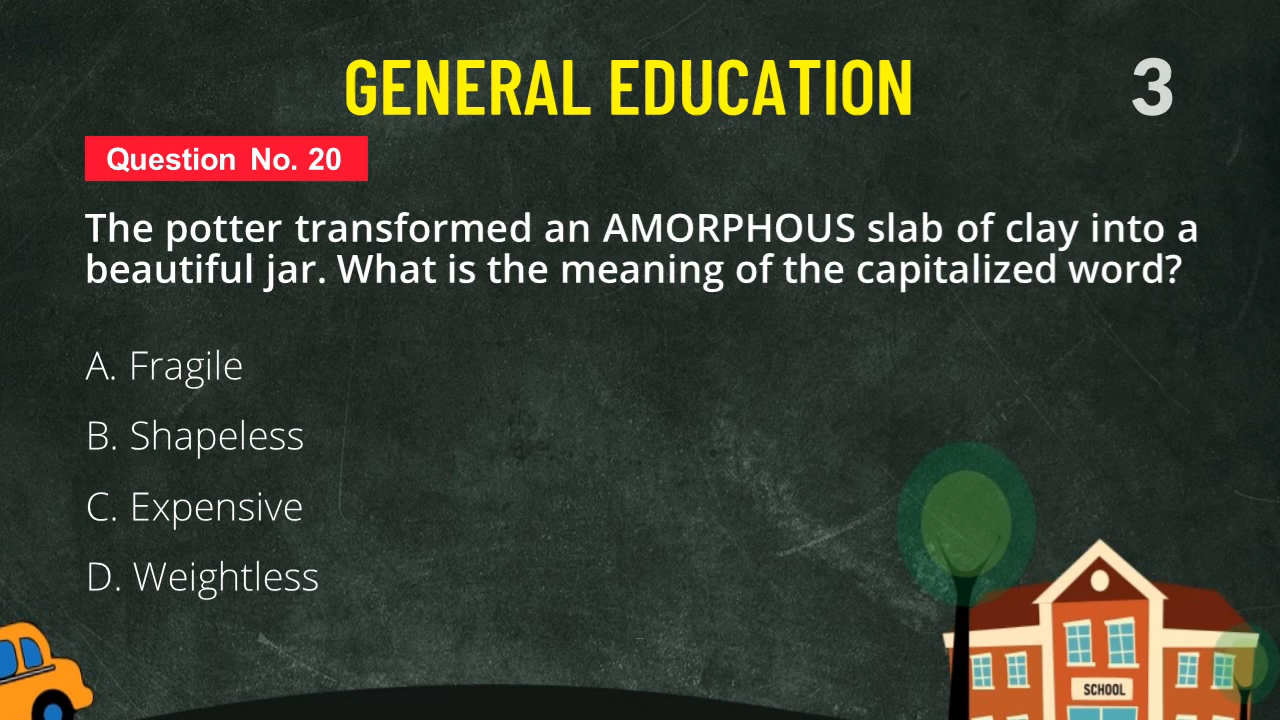 GENERAL EDUCATION
3
Question No. 20
The potter transformed an AMORPHOUS slab of clay into a
beautiful jar. What is the meaning of the capitalized word?
A. Fragile
B. Shapeless
C. Expensive
D. Weightless
SCHOOL